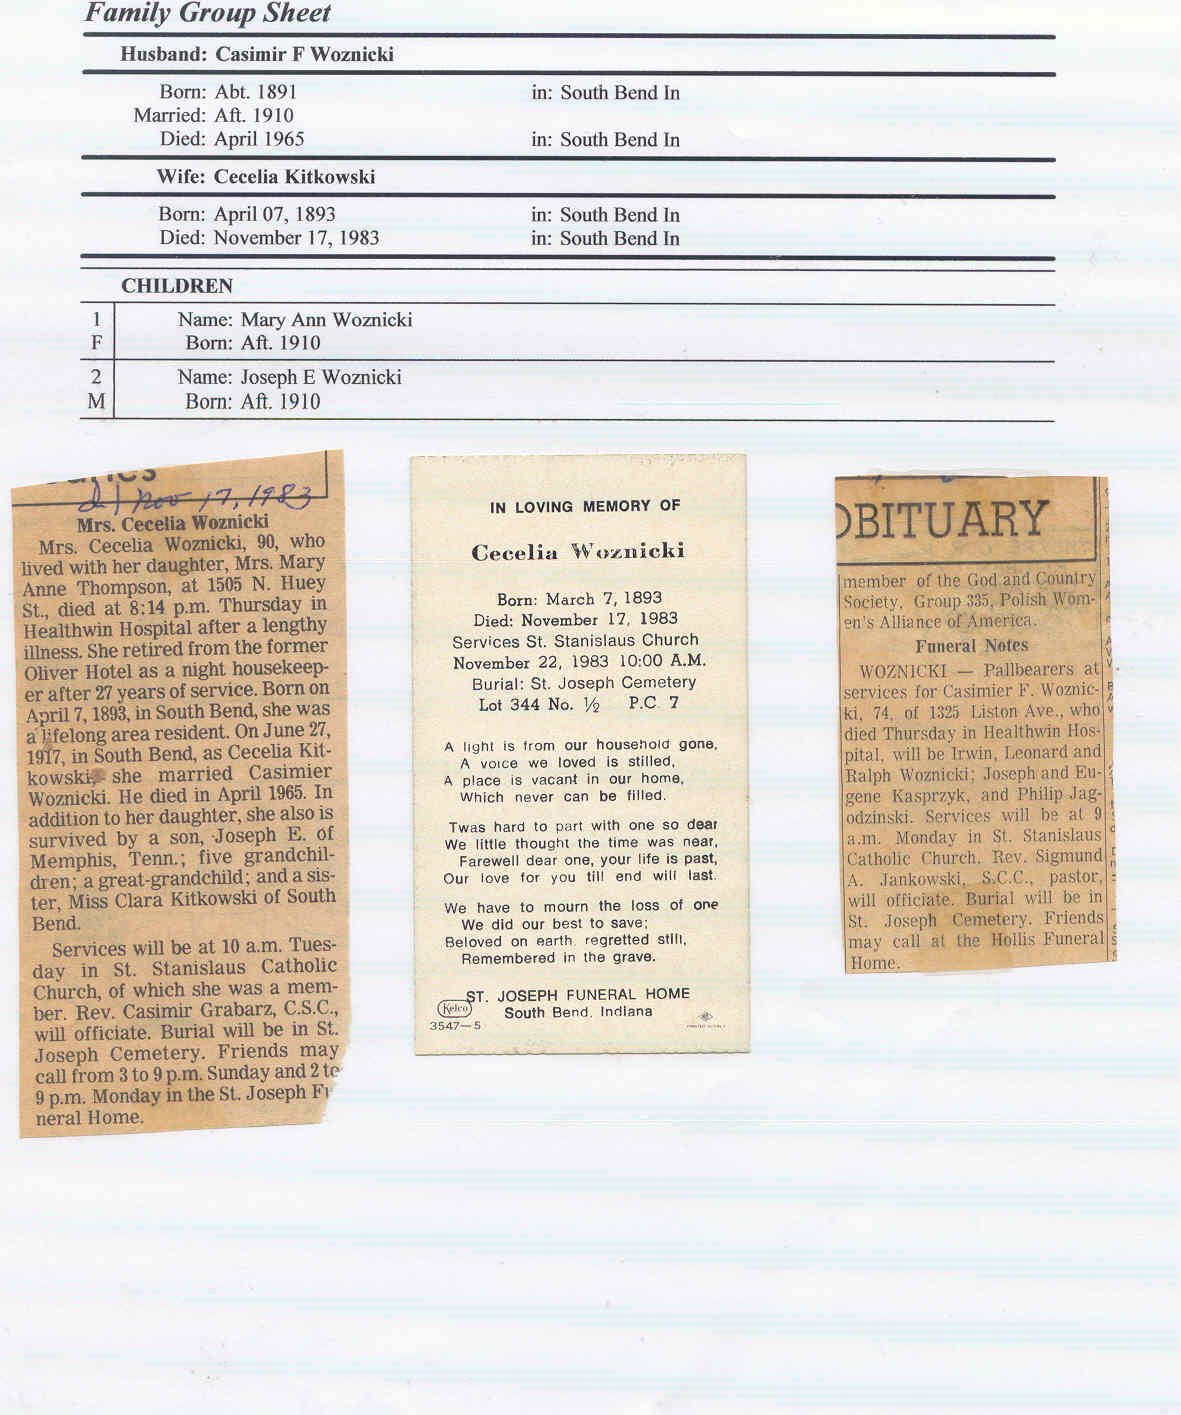 Family Group Sheet
Husband: Casimir F Woznicki
Born: Abt. 1891 in: South Bend In
Married: Aft. 1910
Died: April 1965 in: South Bend In
Wife: Cecelia Kitkowski
Born: April 07, 1893 in: South Bend In
Died: November 17, 1983 in: South Bend In
CHILDREN
1 Name: Mary Ann Woznicki
F Born: Aft. 1910
2 Name: Joseph E Woznicki
M Born: Aft. 1910
d. Nov 17, 1983
Mrs. Cecelia Woznicki
Mrs. Cecelia Woznicki, 90, who
lived with her daughter, Mrs. Mary
Anne Thompson, at 1505 N. Huey
St., died at 8:14 p.m. Thursday in
Healthwin Hospital after a lengthy
illness. She retired from the former
Oliver Hotel as a night housekeep-
er after 27 years of service. Born on
April 7, 1893, in South Bend, she was
a lifelong area resident. On June 27,
1917, in South Bend, as Cecelia Kit-
kowski, she married Casimier
Woznicki. He died in April 1965. In
addition to her daughter, she also is
survived by a son, Joseph E. of
Memphis, Tenn.; five grandchil-
dren; a great-grandchild; and a sis-
ter, Miss Clara Kitkowski of South
Bend.
Services will be at 10 a.m. Tues-
day in St. Stanislaus Catholic
Church, of which she was a mem-
ber. Rev. Casimir Grabarz, C.S.C.,
will officiate. Burial will be in St.
Joseph Cemetery. Friends may
call from 3 to 9 p.m. Sunday and 2 to
9 p.m. Monday in the St. Joseph Fu
neral Home.
IN LOVING MEMORY OF
Cecelia Woznicki
Born: March 7, 1893
Died: November 17, 1983
Services St. Stanislaus Church
November 22, 1983 10:00 A.M.
Burial: St. Joseph Cemetery
Lot 344 No. ½ P.C. 7
A light is from our household gone,
A voice we loved is stilled,
A place is vacant in our home,
Which never can be filled.
Twas hard to part with one so dear
We little thought the time was near,
Farewell dear one, your life is past,
Our love for you till end will last.
We have to mourn the loss of one
We did our best to save;
Beloved on earth, regretted still,
Remembered in the grave.
ST. JOSEPH FUNERAL HOME
South Bend, Indiana
Kelco
3547—5
OBITUARY
member of the God and Country
Society, Group 335, Polish Wom-
en's Alliance of America.
Funeral Notes
WOZNICKI — Pallbearers at
services for Casimier F. Woznic-
ki, 74, of 1325 Liston Ave., who
died Thursday in Healthwin Hos-
pital, will be Irwin, Leonard and
Ralph Woznicki; Joseph and Eu-
gene Kasprzyk, and Philip Jag-
odzinski. Services will be at 9
a.m. Monday in St. Stanislaus
Catholic Church. Rev. Sigmund
A. Jankowski, S.C.C., pastor,
will officiate. Burial will be in
St. Joseph Cemetery. Friends
may call at the Hollis Funeral
Home.